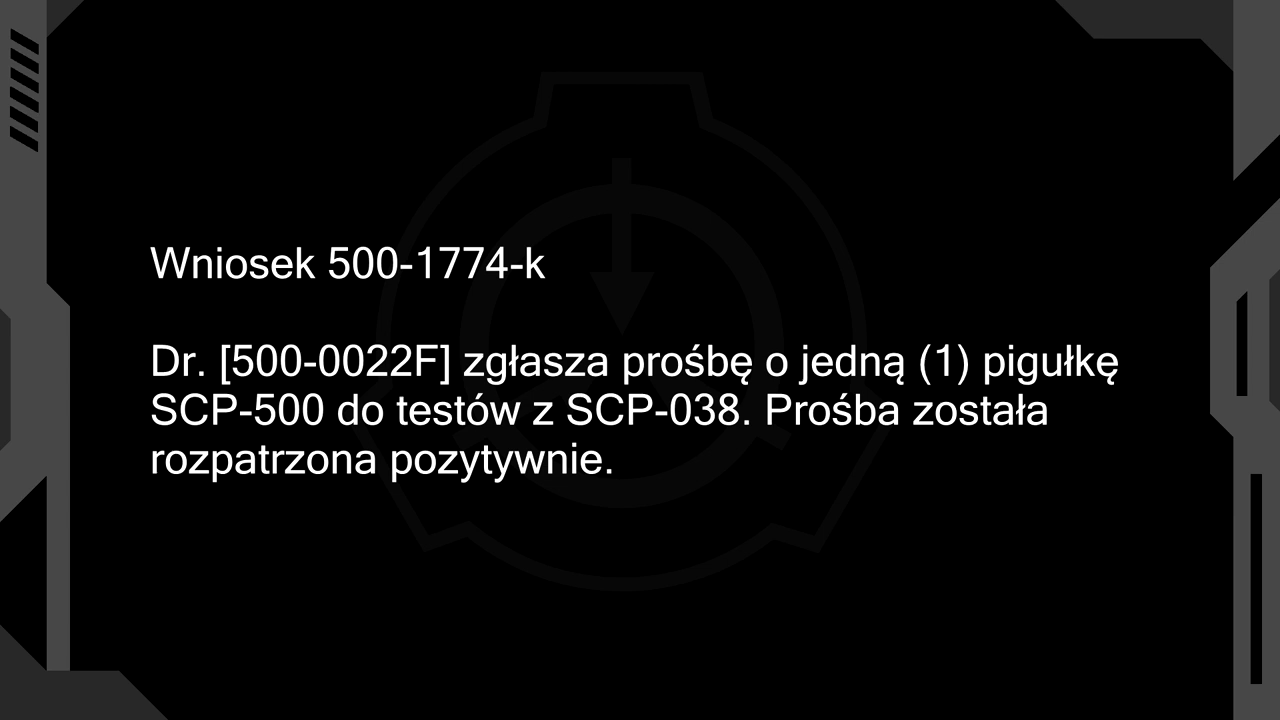 Wniosek 500-1774-k
Dr. [500-0022F] zgłasza prośbę o jedną (1) pigułkę
SCP-500 do testów z SCP-038. Prośba została
rozpatrzona pozytywnie.